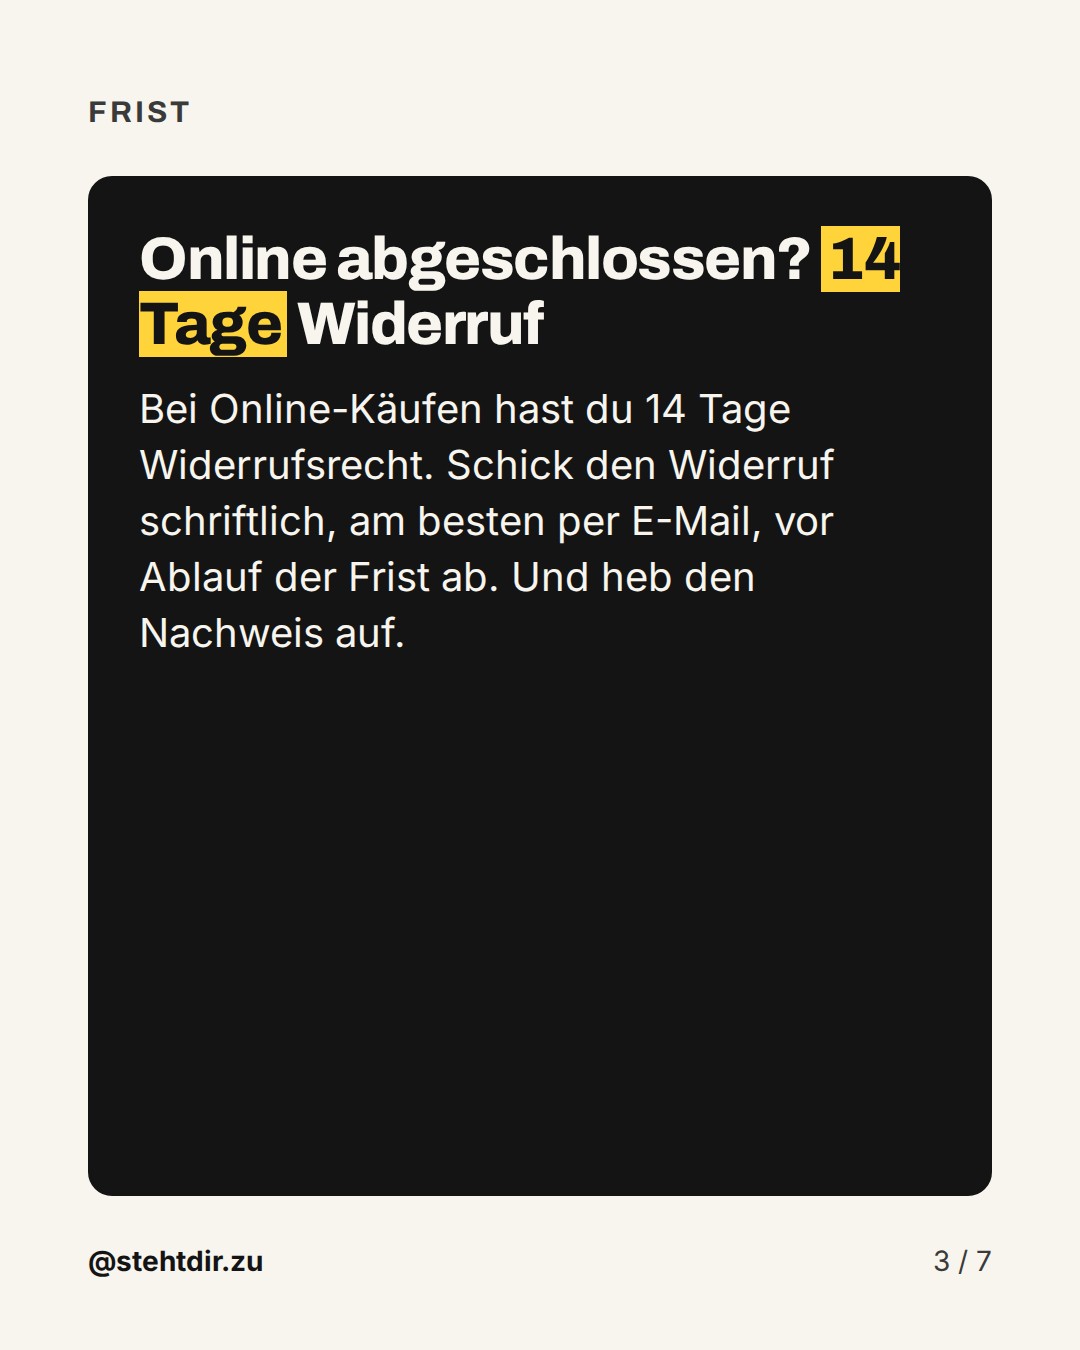 FRIST
Online abgeschlossen? 14
Tage Widerruf
Bei Online-Käufen hast du 14 Tage
Widerrufsrecht. Schick den Widerruf
schriftlich, am besten per E-Mail, vor
Ablauf der Frist ab. Und heb den
Nachweis auf.
@stehtdir.zu
3 / 7